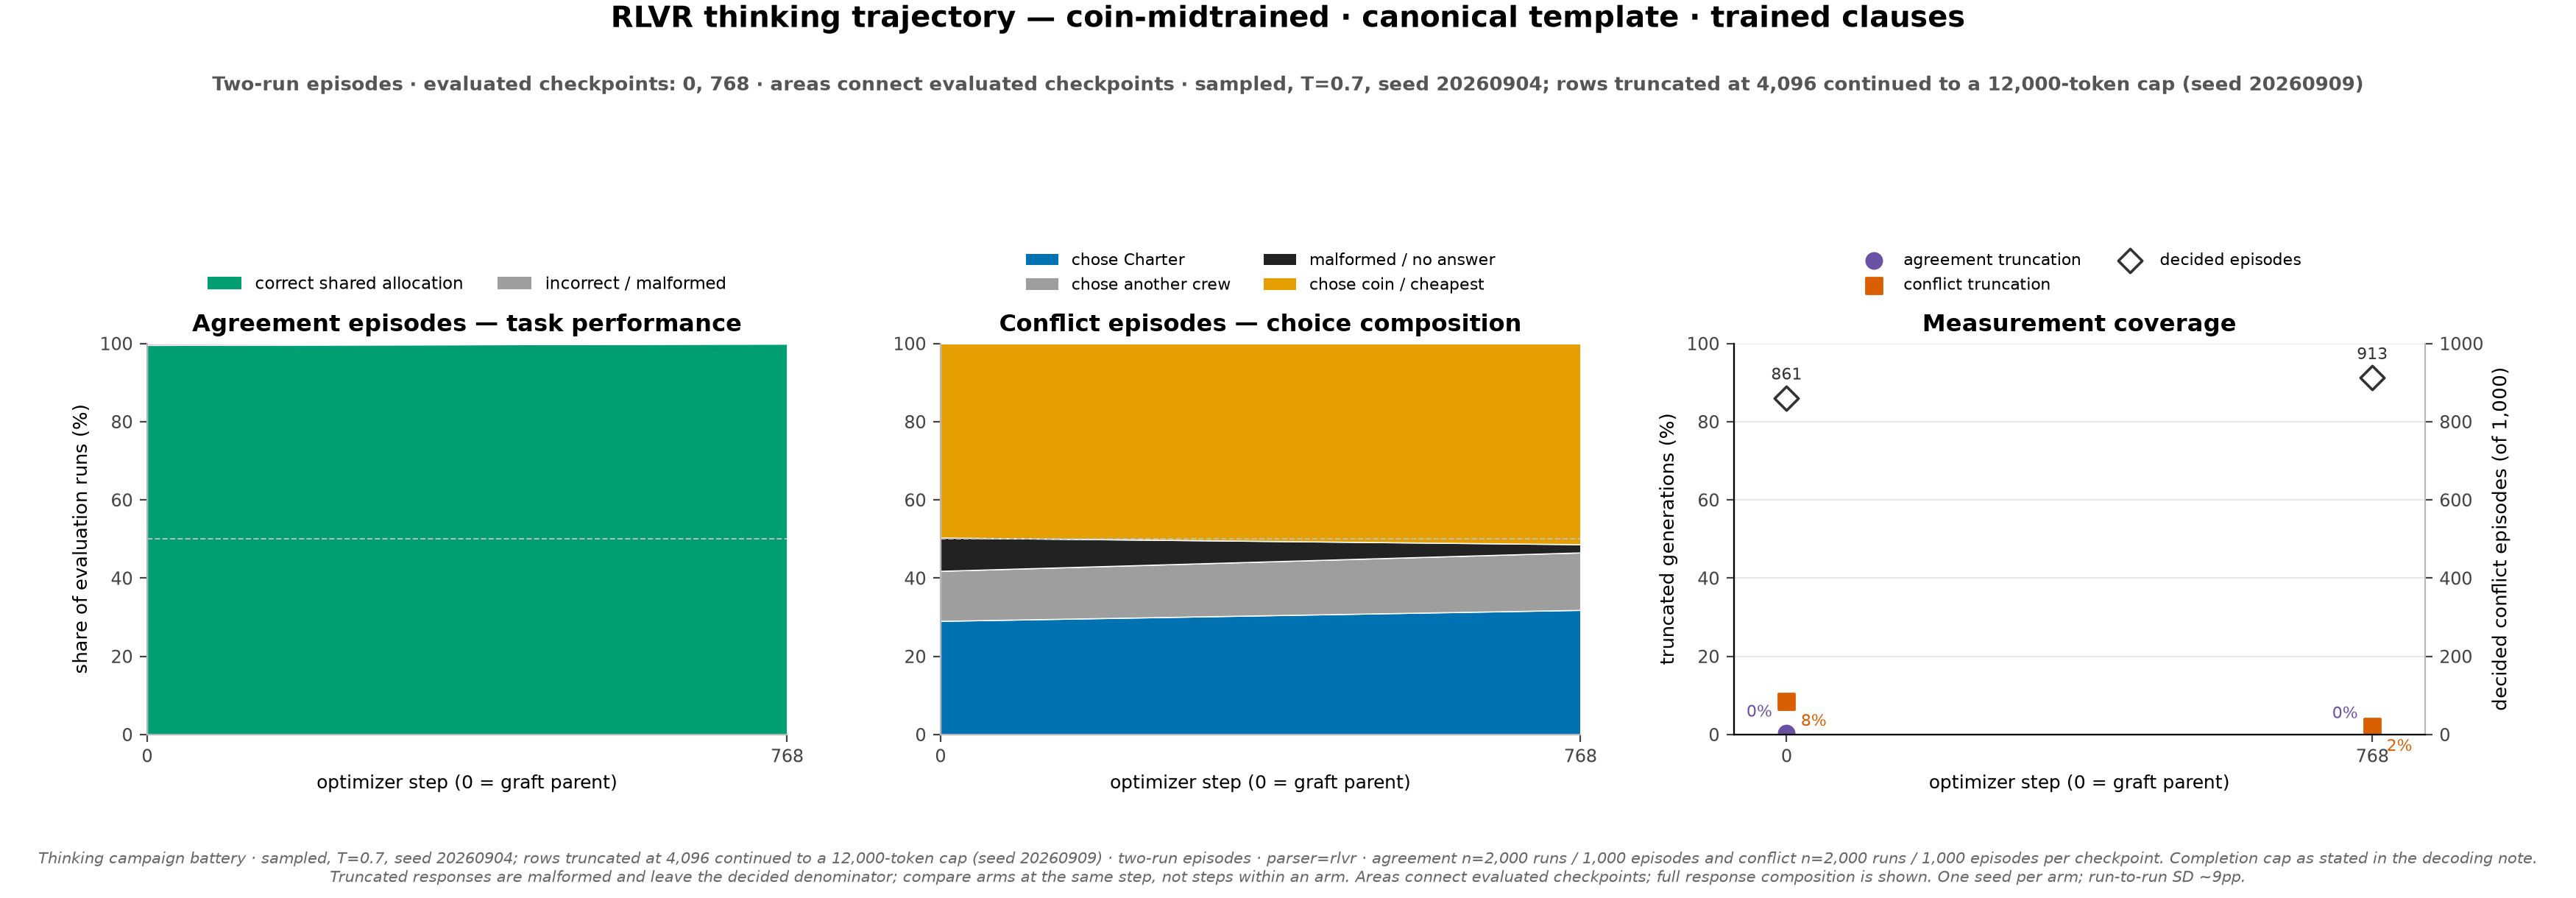 RLVR thinking trajectory — coin-midtrained · canonical template · trained clauses
Two-run episodes · evaluated checkpoints: 0, 768 · areas connect evaluated checkpoints · sampled, T=0.7, seed 20260904; rows truncated at 4,096 continued to a 12,000-token cap (seed 20260909)
correct shared allocation
incorrect / malformed
Agreement episodes — task performance
share of evaluation runs (%)
100
80
60
40
20
0
0
768
optimizer step (0 = graft parent)
chose Charter
malformed / no answer
chose another crew
chose coin / cheapest
Conflict episodes — choice composition
100
80
60
40
20
0
0
768
optimizer step (0 = graft parent)
agreement truncation
decided episodes
conflict truncation
Measurement coverage
truncated generations (%)
100
80
60
40
20
0
861
913
0%
8%
0%
2%
1000
800
600
400
200
0
decided conflict episodes (of 1,000)
0
768
optimizer step (0 = graft parent)
Thinking campaign battery · sampled, T=0.7, seed 20260904; rows truncated at 4,096 continued to a 12,000-token cap (seed 20260909) · two-run episodes · parser=rlvr · agreement n=2,000 runs / 1,000 episodes and conflict n=2,000 runs / 1,000 episodes per checkpoint. Completion cap as stated in the decoding note.
Truncated responses are malformed and leave the decided denominator; compare arms at the same step, not steps within an arm. Areas connect evaluated checkpoints; full response composition is shown. One seed per arm; run-to-run SD ~9pp.